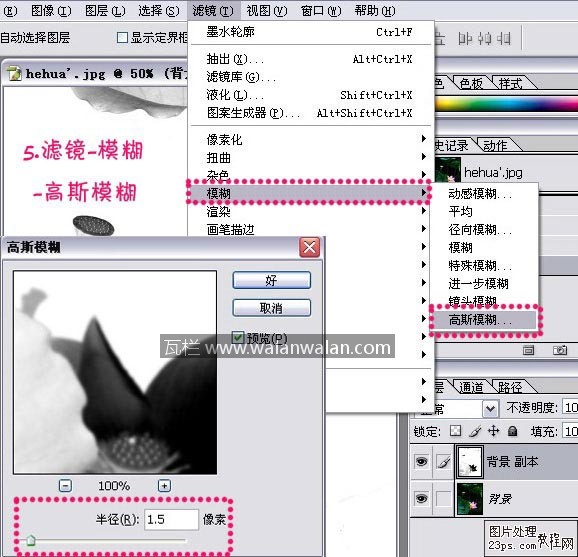 (E) 图像(I) 图层(L) 选择(S) 滤镜(T) 视图(V) 窗口(W) 帮助(H)
自动选择图层 显示定界框
墨水轮廓 Ctrl+F
抽出(X)... Alt+Ctrl+X
滤镜库(G)...
液化(L)... Shift+Ctrl+X
图案生成器(P)... Alt+Shift+Ctrl+X
像素化
扭曲
杂色
模糊
渲染
画笔描边
hehua'.jpg @ 50% (背
5.滤镜-模糊
-高斯模糊
色板 样式
史记录 动作
hehua'.jpg
动感模糊...
平均
径向模糊...
模糊
特殊模糊...
进一步模糊
镜头模糊...
高斯模糊...
高斯模糊
好
取消
预览(P)
100%
半径(R): 1.5 像素
瓦栏 www.walanwalan.com
通道 路径
正常 不透明度: 10
锁定: 填充: 10
背景 副本
背景
图片处理
23ps.com 教程网